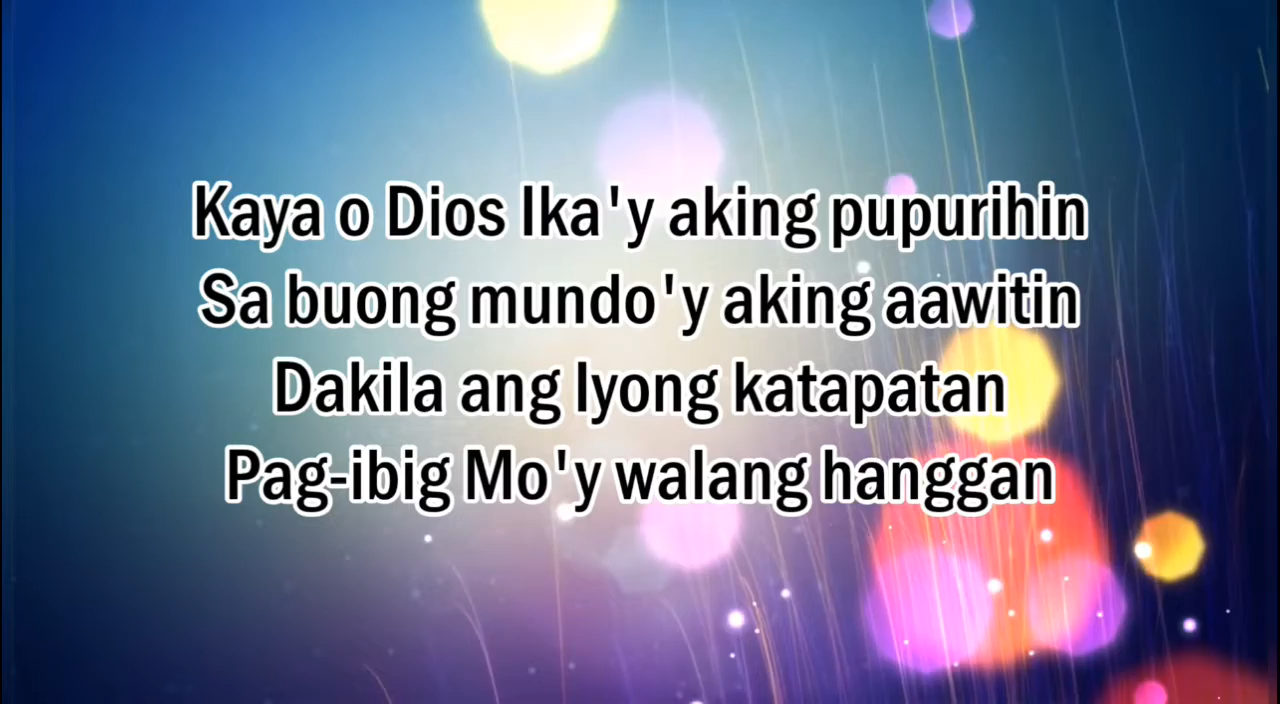 Kaya o Dios Ika'y aking pupurihin
Sa buong mundo'y aking aawitin
Dakila ang Iyong katapatan
Pag-ibig Mo'y walang hanggan